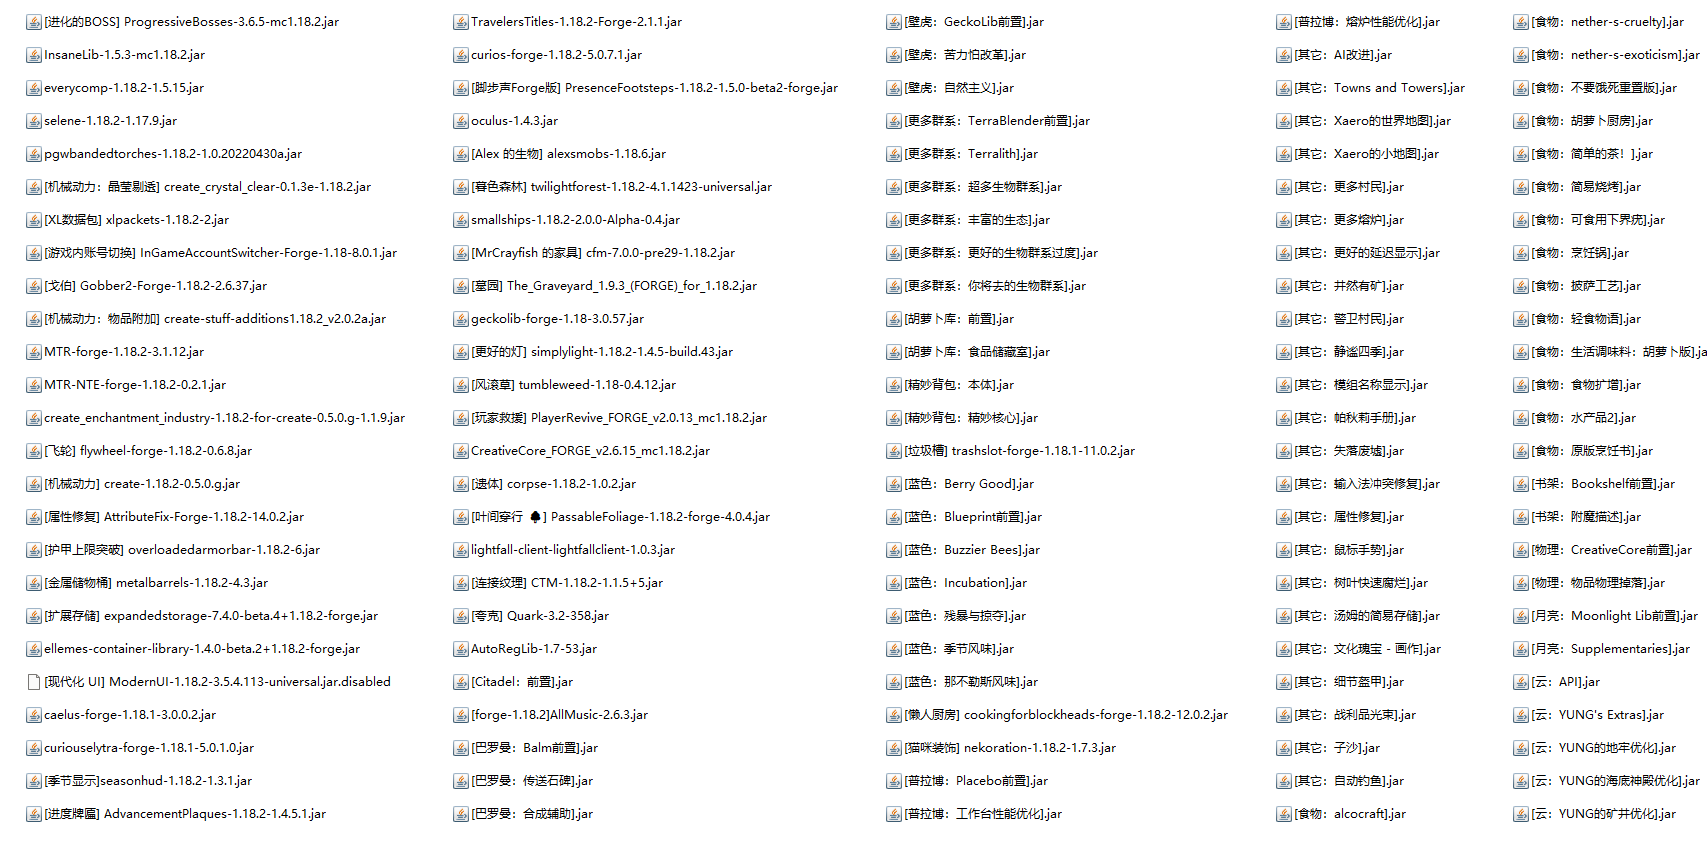 [进化的BOSS] ProgressiveBosses-3.6.5-mc1.18.2.jar
InsaneLib-1.5.3-mc1.18.2.jar
everycomp-1.18.2-1.5.15.jar
selene-1.18.2-1.17.9.jar
pgwbandedtorches-1.18.2-1.0.20220430a.jar
[机械动力：晶莹剔透] create_crystal_clear-0.1.3e-1.18.2.jar
[XL数据包] xlpackets-1.18.2-2.jar
[游戏内账号切换] InGameAccountSwitcher-Forge-1.18-8.0.1.jar
[戈伯] Gobber2-Forge-1.18.2-2.6.37.jar
[机械动力：物品附加] create-stuff-additions1.18.2_v2.0.2a.jar
MTR-forge-1.18.2-3.1.12.jar
MTR-NTE-forge-1.18.2-0.2.1.jar
create_enchantment_industry-1.18.2-for-create-0.5.0.g-1.1.9.jar
[飞轮] flywheel-forge-1.18.2-0.6.8.jar
[机械动力] create-1.18.2-0.5.0.g.jar
[属性修复] AttributeFix-Forge-1.18.2-14.0.2.jar
[护甲上限突破] overloadedarmorbar-1.18.2-6.jar
[金属储物桶] metalbarrels-1.18.2-4.3.jar
[扩展存储] expandedstorage-7.4.0-beta.4+1.18.2-forge.jar
ellemes-container-library-1.4.0-beta.2+1.18.2-forge.jar
[现代化 UI] ModernUI-1.18.2-3.5.4.113-universal.jar.disabled
caelus-forge-1.18.1-3.0.0.2.jar
curiouselytra-forge-1.18.1-5.0.1.0.jar
[季节显示]seasonhud-1.18.2-1.3.1.jar
[进度牌匾] AdvancementPlaques-1.18.2-1.4.5.1.jar
TravelersTitles-1.18.2-Forge-2.1.1.jar
curios-forge-1.18.2-5.0.7.1.jar
[脚步声Forge版] PresenceFootsteps-1.18.2-1.5.0-beta2-forge.jar
oculus-1.4.3.jar
[Alex 的生物] alexsmobs-1.18.6.jar
[暮色森林] twilightforest-1.18.2-4.1.1423-universal.jar
smallships-1.18.2-2.0.0-Alpha-0.4.jar
[MrCrayfish 的家具] cfm-7.0.0-pre29-1.18.2.jar
[墓园] The_Graveyard_1.9.3_(FORGE)_for_1.18.2.jar
geckolib-forge-1.18-3.0.57.jar
[更好的灯] simplylight-1.18.2-1.4.5-build.43.jar
[风滚草] tumbleweed-1.18-0.4.12.jar
[玩家救援] PlayerRevive_FORGE_v2.0.13_mc1.18.2.jar
CreativeCore_FORGE_v2.6.15_mc1.18.2.jar
[遗体] corpse-1.18.2-1.0.2.jar
[叶间穿行 🌳] PassableFoliage-1.18.2-forge-4.0.4.jar
lightfall-client-lightfallclient-1.0.3.jar
[连接纹理] CTM-1.18.2-1.1.5+5.jar
[夸克] Quark-3.2-358.jar
AutoRegLib-1.7-53.jar
[Citadel：前置].jar
[forge-1.18.2]AllMusic-2.6.3.jar
[巴罗曼：Balm前置].jar
[巴罗曼：传送石碑].jar
[巴罗曼：合成辅助].jar
[壁虎：GeckoLib前置].jar
[壁虎：苦力怕改革].jar
[壁虎：自然主义].jar
[更多群系：TerraBlender前置].jar
[更多群系：Terralith].jar
[更多群系：超多生物群系].jar
[更多群系：丰富的生态].jar
[更多群系：更好的生物群系过度].jar
[更多群系：你将去的生物群系].jar
[胡萝卜库：前置].jar
[胡萝卜库：食品储藏室].jar
[精妙背包：本体].jar
[精妙背包：精妙核心].jar
[垃圾槽] trashslot-forge-1.18.1-11.0.2.jar
[蓝色：Berry Good].jar
[蓝色：Blueprint前置].jar
[蓝色：Buzzier Bees].jar
[蓝色：Incubation].jar
[蓝色：残暴与掠夺].jar
[蓝色：季节风味].jar
[蓝色：那不勒斯风味].jar
[懒人厨房] cookingforblockheads-forge-1.18.2-12.0.2.jar
[猫咪装饰] nekoration-1.18.2-1.7.3.jar
[普拉博：Placebo前置].jar
[普拉博：工作台性能优化].jar
[普拉博：熔炉性能优化].jar
[其它：AI改进].jar
[其它：Towns and Towers].jar
[其它：Xaero的世界地图].jar
[其它：Xaero的小地图].jar
[其它：更多村民].jar
[其它：更多熔炉].jar
[其它：更好的延迟显示].jar
[其它：井然有矿].jar
[其它：警卫村民].jar
[其它：静谧四季].jar
[其它：模组名称显示].jar
[其它：帕秋莉手册].jar
[其它：失落废墟].jar
[其它：输入法冲突修复].jar
[其它：属性修复].jar
[其它：鼠标手势].jar
[其它：树叶快速腐烂].jar
[其它：汤姆的简易存储].jar
[其它：文化瑰宝 - 画作].jar
[其它：细节盔甲].jar
[其它：战利品光束].jar
[其它：子沙].jar
[其它：自动钓鱼].jar
[食物：alcocraft].jar
[食物：nether-s-cruelty].jar
[食物：nether-s-exoticism].jar
[食物：不要饿死重置版].jar
[食物：胡萝卜厨房].jar
[食物：简单的茶！].jar
[食物：简易烧烤].jar
[食物：可食用下界疣].jar
[食物：烹饪锅].jar
[食物：披萨工艺].jar
[食物：轻食物语].jar
[食物：生活调味料：胡萝卜版].ja
[食物：食物扩增].jar
[食物：水产品2].jar
[食物：原版烹饪书].jar
[书架：Bookshelf前置].jar
[书架：附魔描述].jar
[物理：CreativeCore前置].jar
[物理：物品物理掉落].jar
[月亮：Moonlight Lib前置].jar
[月亮：Supplementaries].jar
[云：API].jar
[云：YUNG's Extras].jar
[云：YUNG的地牢优化].jar
[云：YUNG的海底神殿优化].jar
[云：YUNG的矿井优化].jar